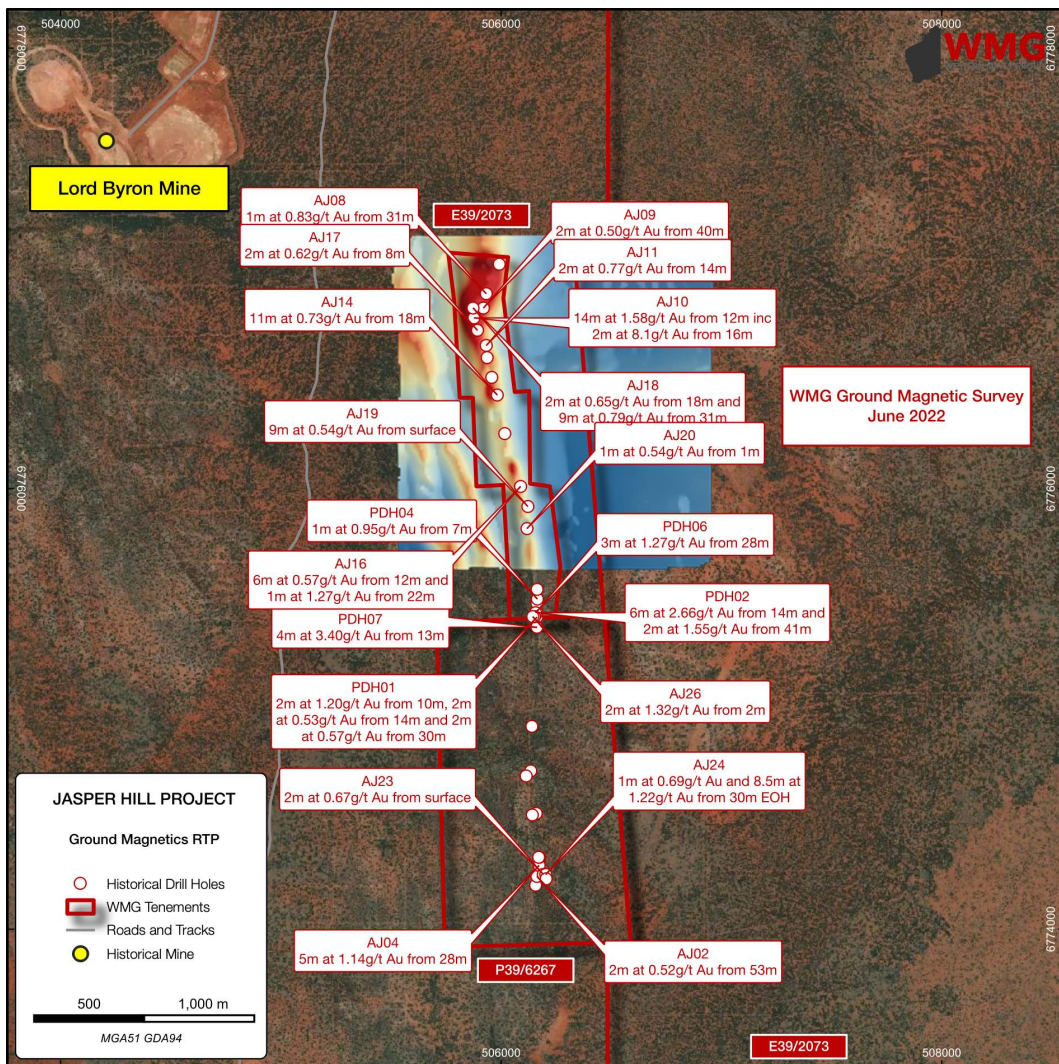 504000
506000
508000
6778000
6778000
WMG
Lord Byron Mine
AJ08
1m at 0.83g/t Au from 31m
E39/2073
AJ09
2m at 0.50g/t Au from 40m
AJ17
2m at 0.62g/t Au from 8m
AJ11
2m at 0.77g/t Au from 14m
AJ14
11m at 0.73g/t Au from 18m
AJ10
14m at 1.58g/t Au from 12m inc
2m at 8.1g/t Au from 16m
AJ18
2m at 0.65g/t Au from 18m and
9m at 0.79g/t Au from 31m
WMG Ground Magnetic Survey
June 2022
AJ19
9m at 0.54g/t Au from surface
AJ20
1m at 0.54g/t Au from 1m
6776000
6776000
PDH04
1m at 0.95g/t Au from 7m
PDH06
3m at 1.27g/t Au from 28m
AJ16
6m at 0.57g/t Au from 12m and
1m at 1.27g/t Au from 22m
PDH02
6m at 2.66g/t Au from 14m and
2m at 1.55g/t Au from 41m
PDH07
4m at 3.40g/t Au from 13m
PDH01
2m at 1.20g/t Au from 10m, 2m
at 0.53g/t Au from 14m and 2m
at 0.57g/t Au from 30m
AJ26
2m at 1.32g/t Au from 2m
AJ23
2m at 0.67g/t Au from surface
AJ24
1m at 0.69g/t Au and 8.5m at
1.22g/t Au from 30m EOH
AJ04
5m at 1.14g/t Au from 28m
P39/6267
AJ02
2m at 0.52g/t Au from 53m
6774000
JASPER HILL PROJECT
Ground Magnetics RTP
Historical Drill Holes
WMG Tenements
Roads and Tracks
Historical Mine
500
1,000 m
MGA51 GDA94
E39/2073
506000
508000